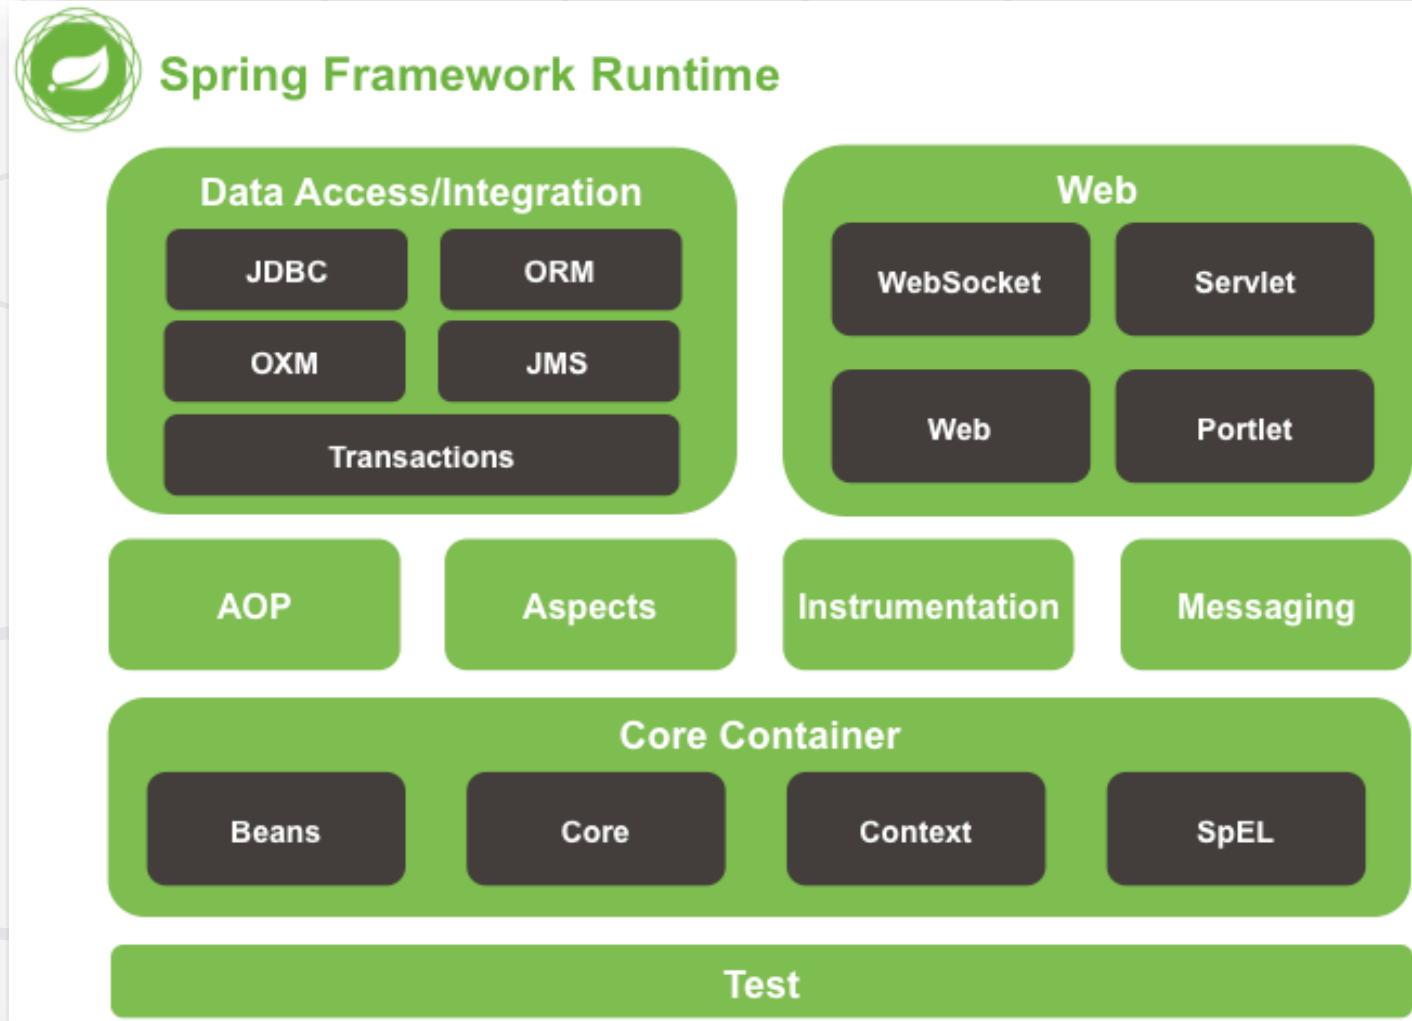 Spring Framework Runtime
Data Access/Integration
JDBC
ORM
OXM
JMS
Transactions
Web
WebSocket
Servlet
Web
Portlet
AOP
Aspects
Instrumentation
Messaging
Core Container
Beans
Core
Context
SpEL
Test